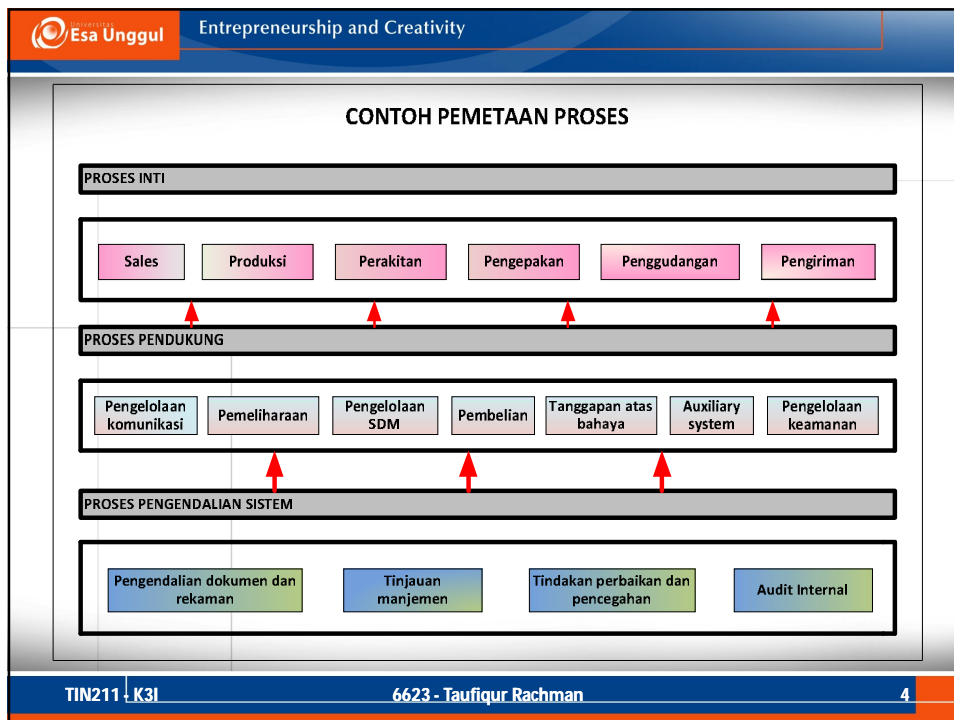 Universitas
Esa Unggul
Entrepreneurship and Creativity
CONTOH PEMETAAN PROSES
PROSES INTI
Sales
Produksi
Perakitan
Pengepakan
Penggudangan
Pengiriman
PROSES PENDUKUNG
Pengelolaan
komunikasi
Pemeliharaan
Pengelolaan
SDM
Pembelian
Tanggapan atas
bahaya
Auxiliary
system
Pengelolaan
keamanan
PROSES PENGENDALIAN SISTEM
Pengendalian dokumen dan
rekaman
Tinjauan
manjemen
Tindakan perbaikan dan
pencegahan
Audit Internal
TIN211 - K3I
6623 - Taufiqur Rachman
4